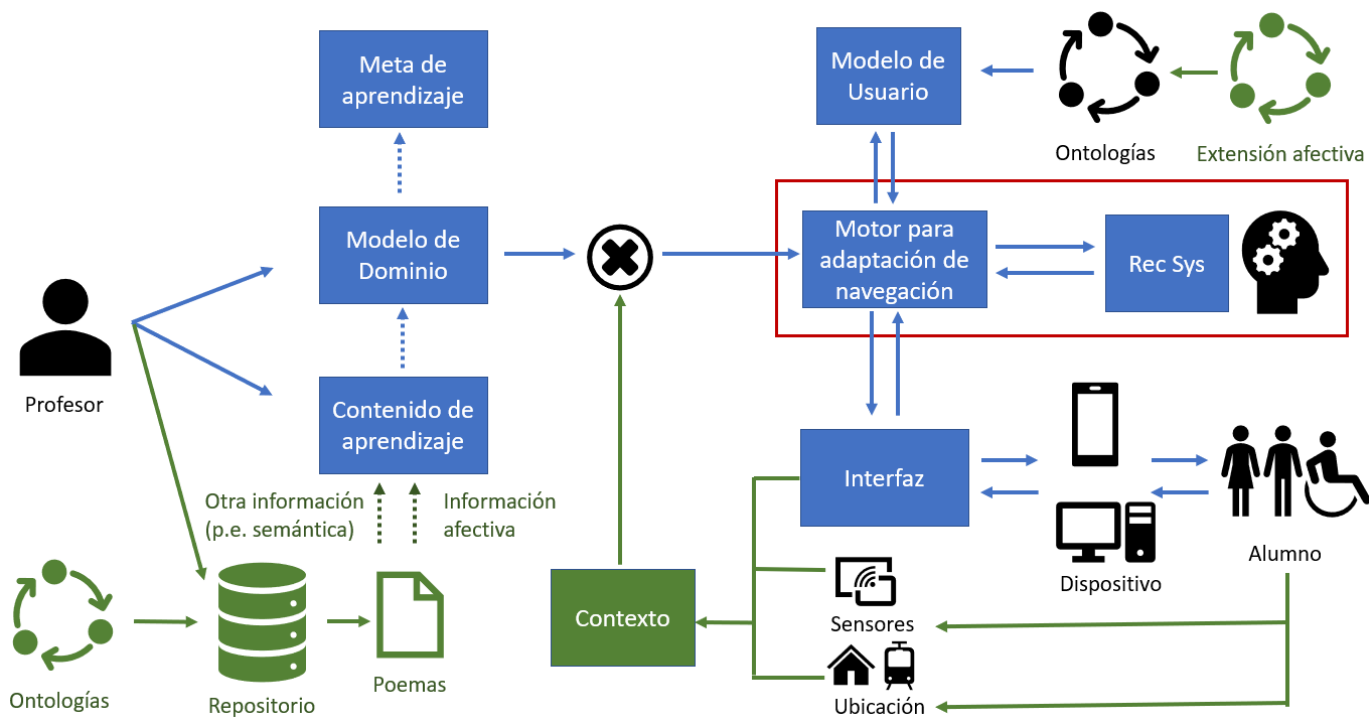 Meta de
aprendizaje
Modelo de
Usuario
Ontologías
Extensión afectiva
Modelo de
Dominio
Motor para
adaptación de
navegación
Rec Sys
Profesor
Contenido de
aprendizaje
Interfaz
Otra información
(p.e. semántica)
Información
afectiva
Dispositivo
Alumno
Contexto
Sensores
Ubicación
Ontologías
Repositorio
Poemas